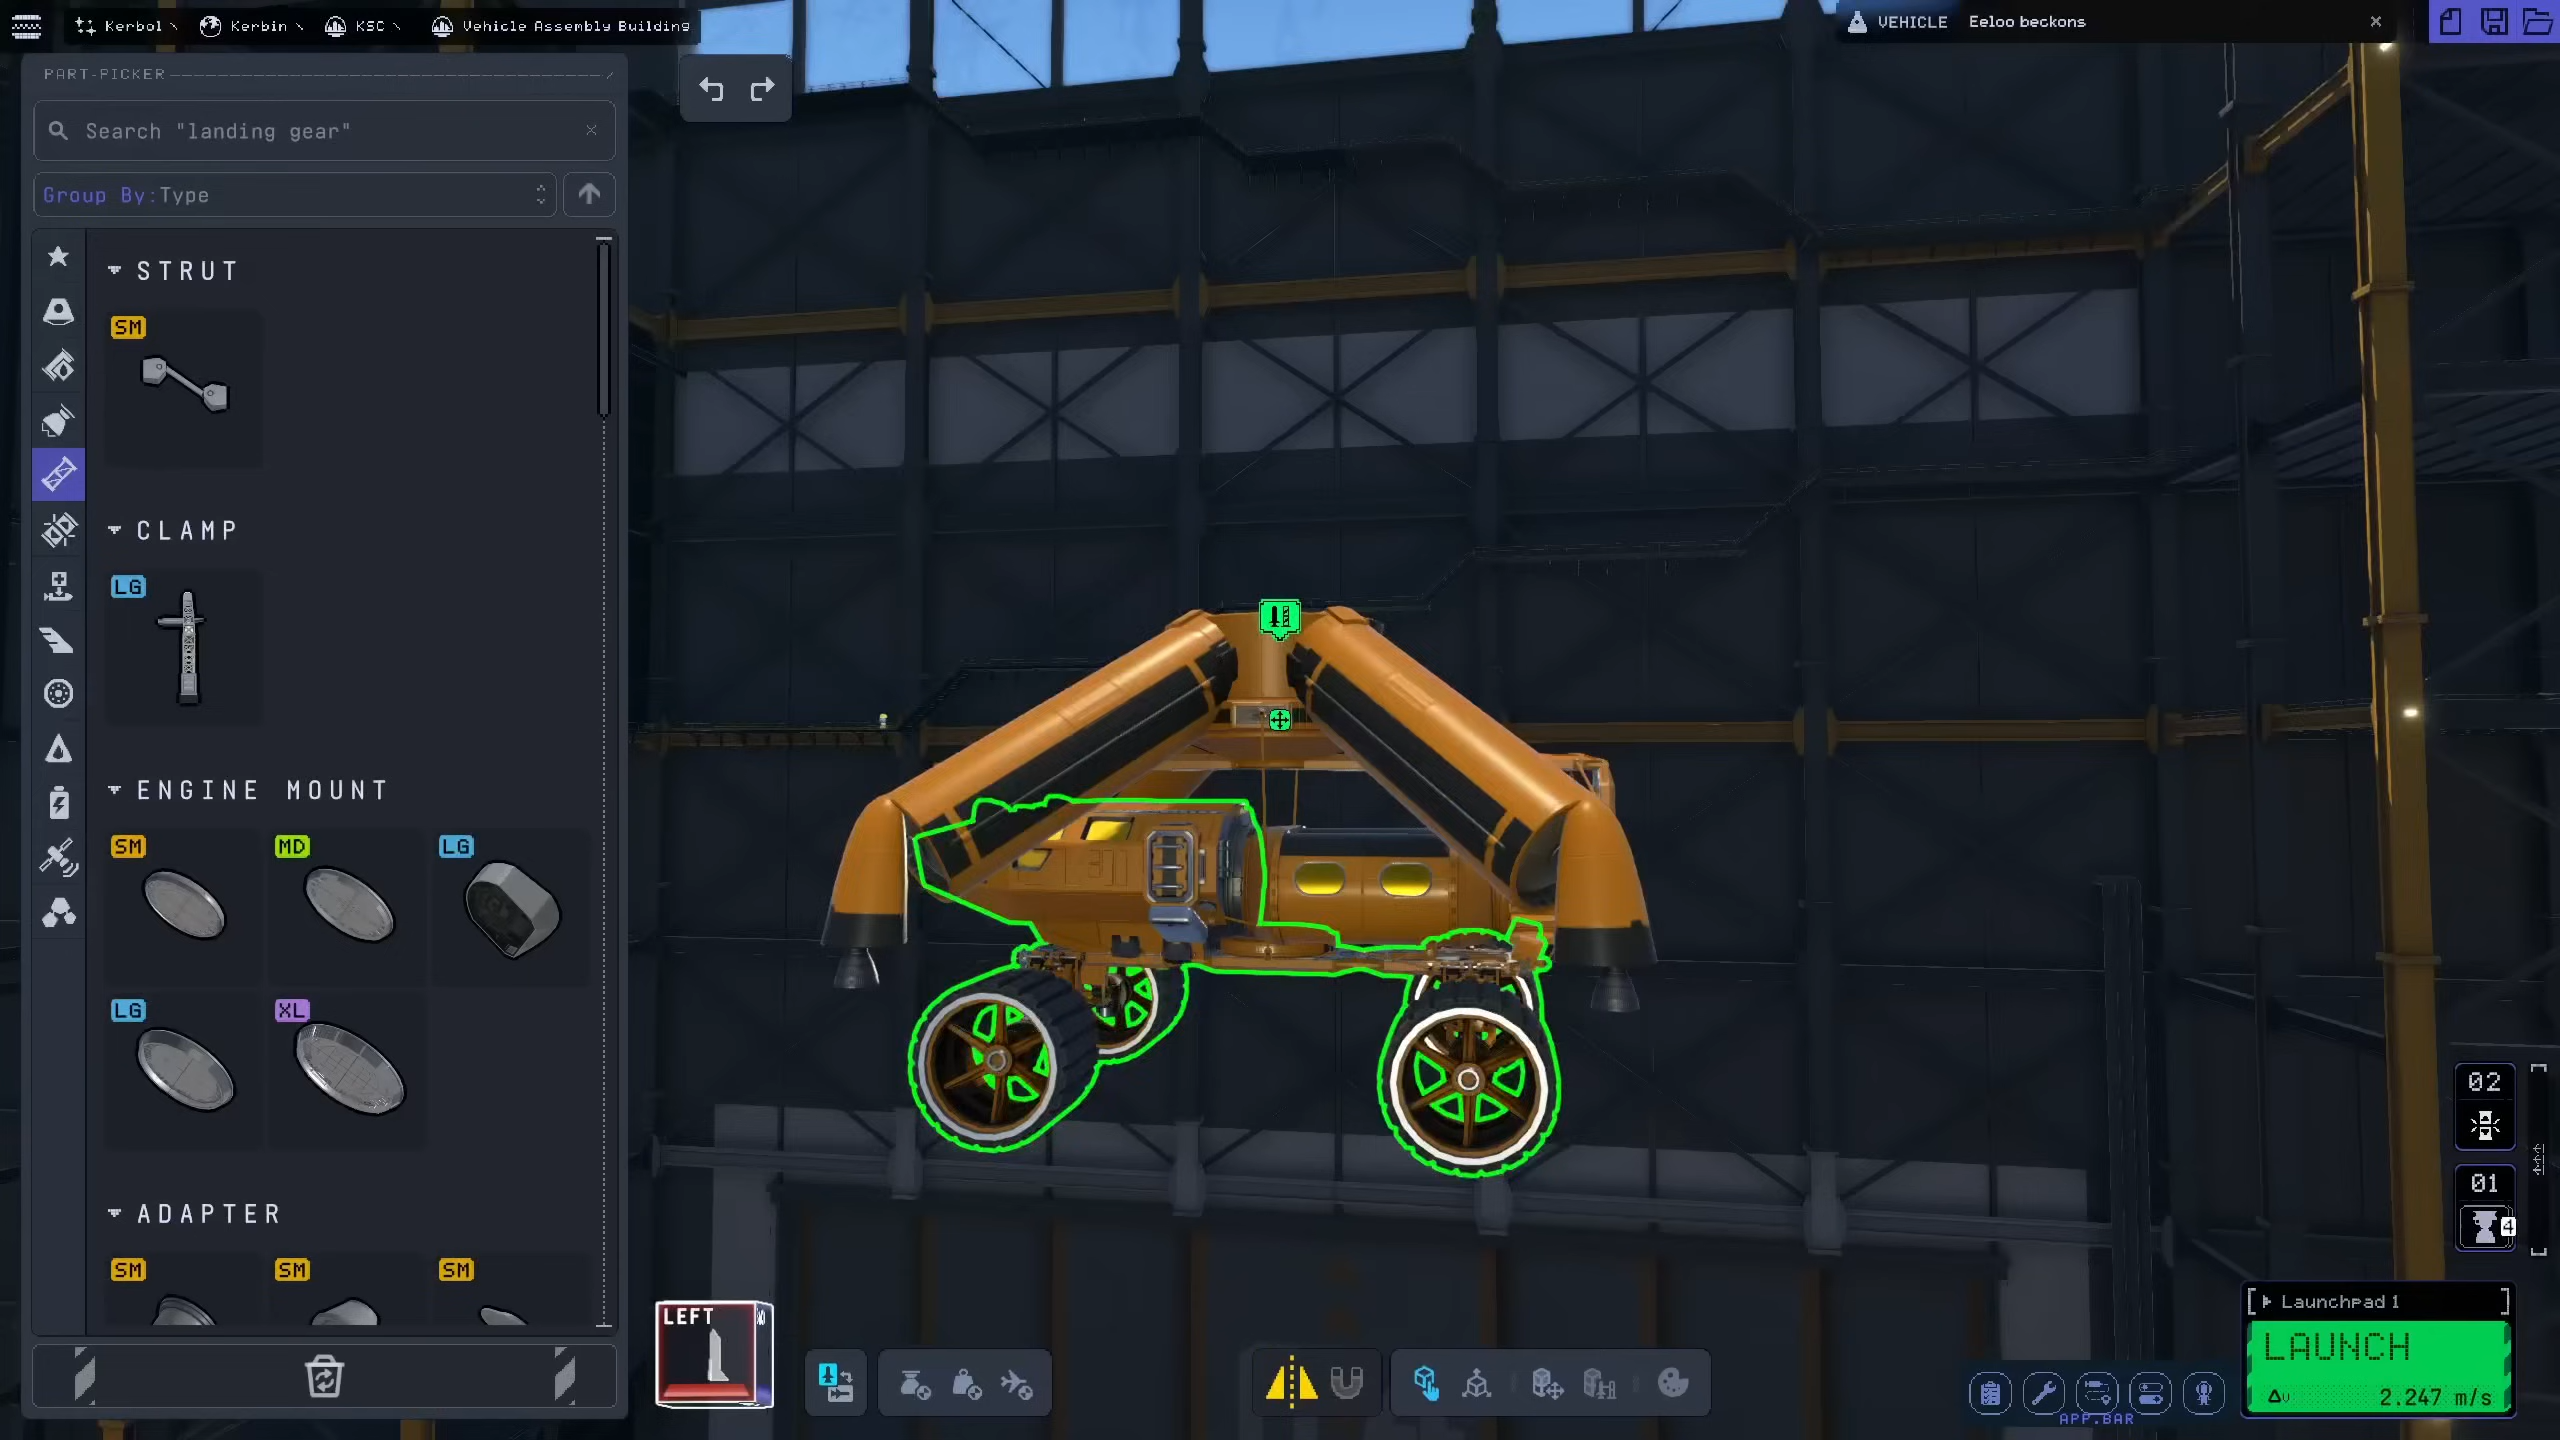 Kerbol
Kerbin
KSC
Vehicle Assembly Building
VEHICLE Eeloo beckons
PART-PICKER
Search "landing gear"
Group By: Type
STRUT
SM
CLAMP
LG
ENGINE MOUNT
SM MD LG
LG XL
ADAPTER
SM SM SM
02
01
4
LEFT
Launchpad 1
LAUNCH
Δv 2.247 m/s
APP.BAR